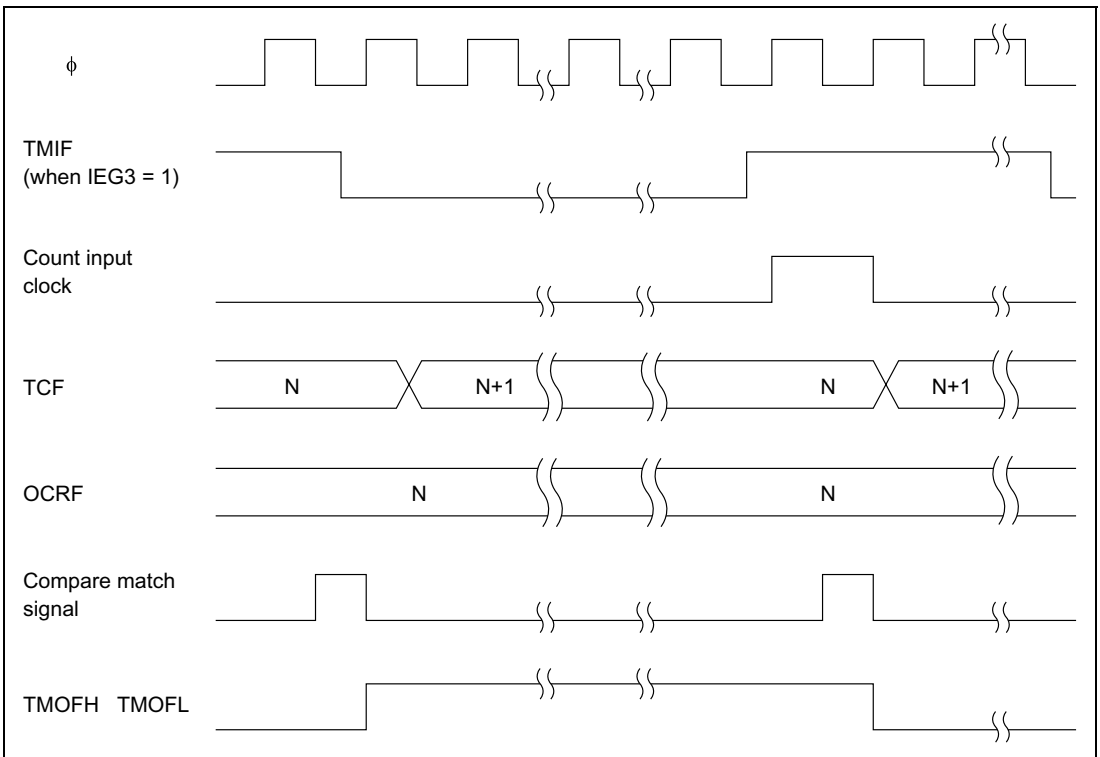 φ
TMIF
(when IEG3 = 1)
Count input
clock
TCF
N
N+1
N
N+1
OCRF
N
N
Compare match
signal
TMOFH TMOFL